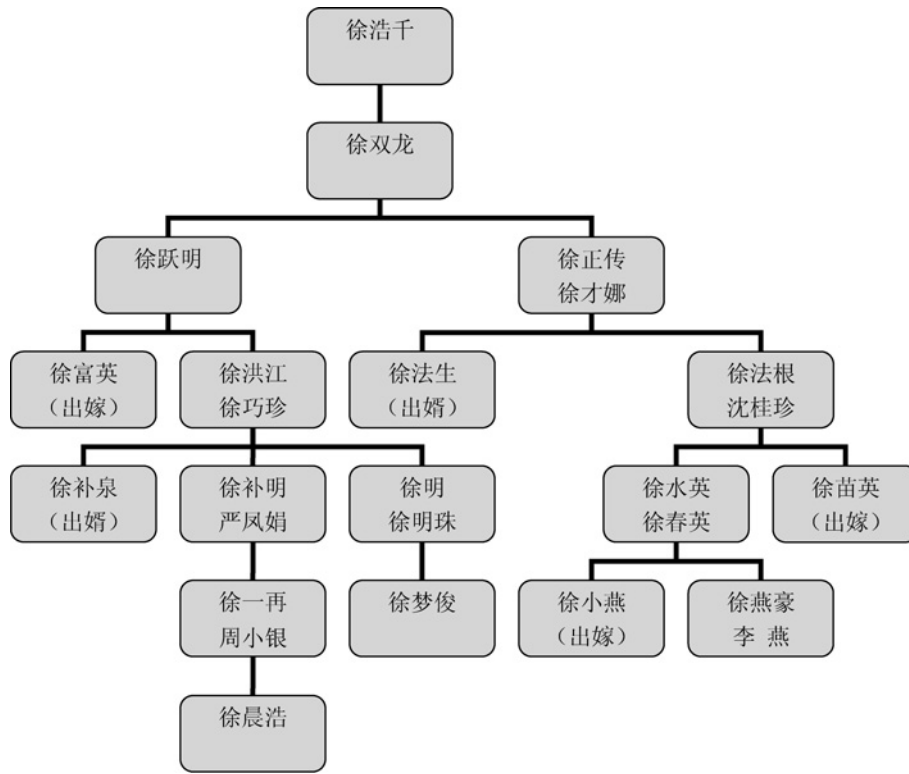 徐浩千
徐双龙
徐跃明
徐正传
徐才娜
徐富英
（出嫁）
徐洪江
徐巧珍
徐法生
（出婿）
徐法根
沈桂珍
徐补泉
（出婿）
徐补明
严凤娟
徐明
徐明珠
徐水英
徐春英
徐苗英
（出嫁）
徐一再
周小银
徐梦俊
徐小燕
（出嫁）
徐燕豪
李 燕
徐晨浩